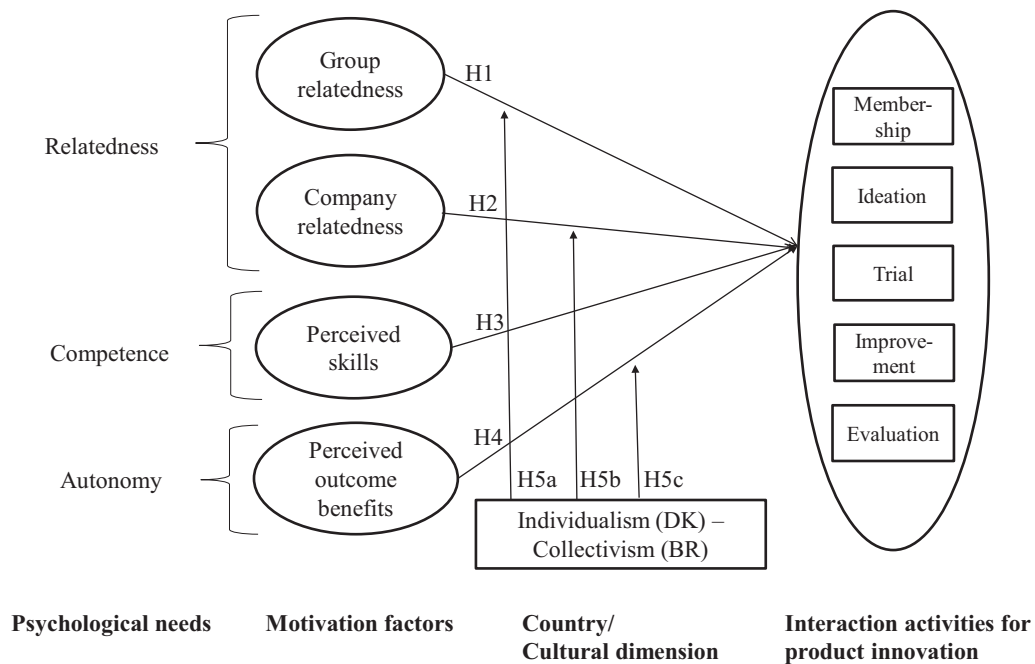 Relatedness
Competence
Autonomy
Group
relatedness
Company
relatedness
Perceived
skills
Perceived
outcome
benefits
H1
H2
H3
H4
H5a
H5b
H5c
Individualism (DK) –
Collectivism (BR)
Member-
ship
Ideation
Trial
Improve-
ment
Evaluation
Psychological needs
Motivation factors
Country/
Cultural dimension
Interaction activities for
product innovation